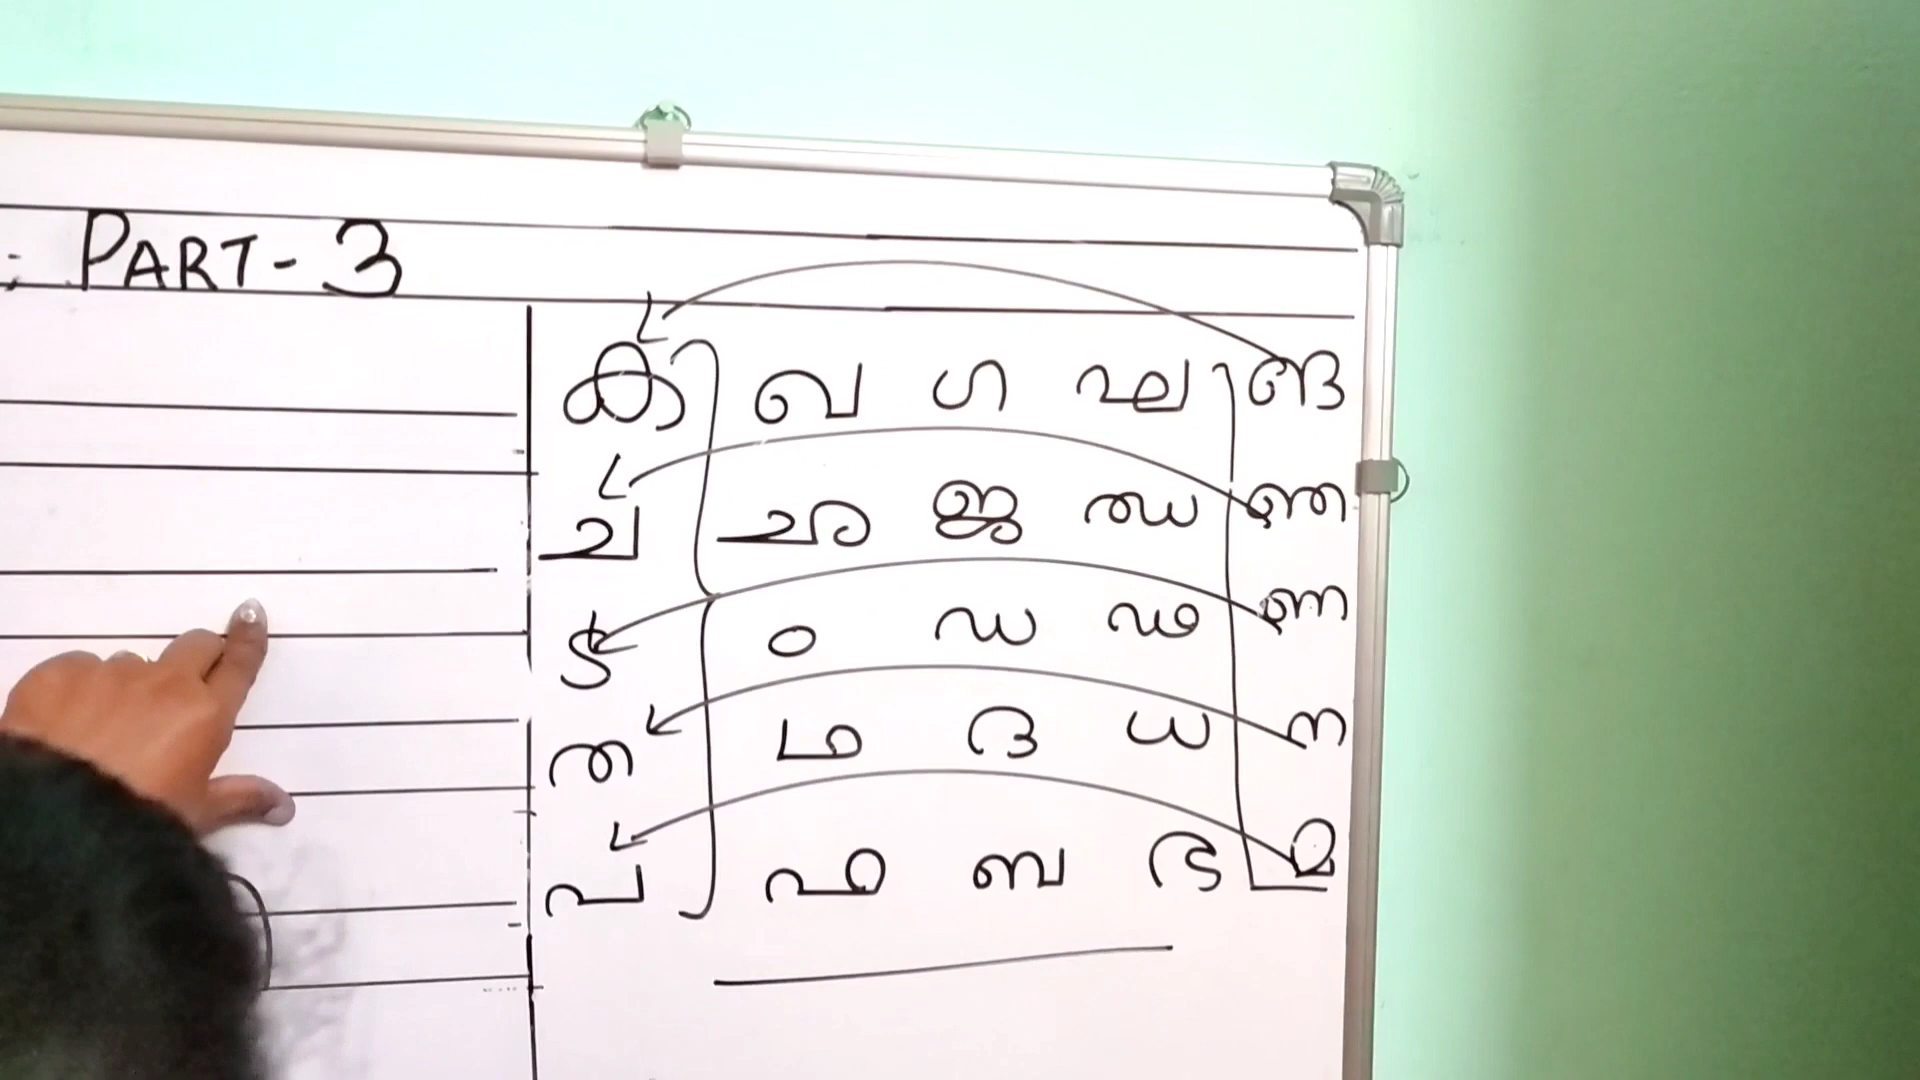 : PART-3
ക ഖ ഗ ഘ ങ
ച ഛ ജ ഝ ഞ
ട ഠ ഡ ഢ ണ
ത ഥ ദ ധ ന
പ ഫ ബ ഭ മ